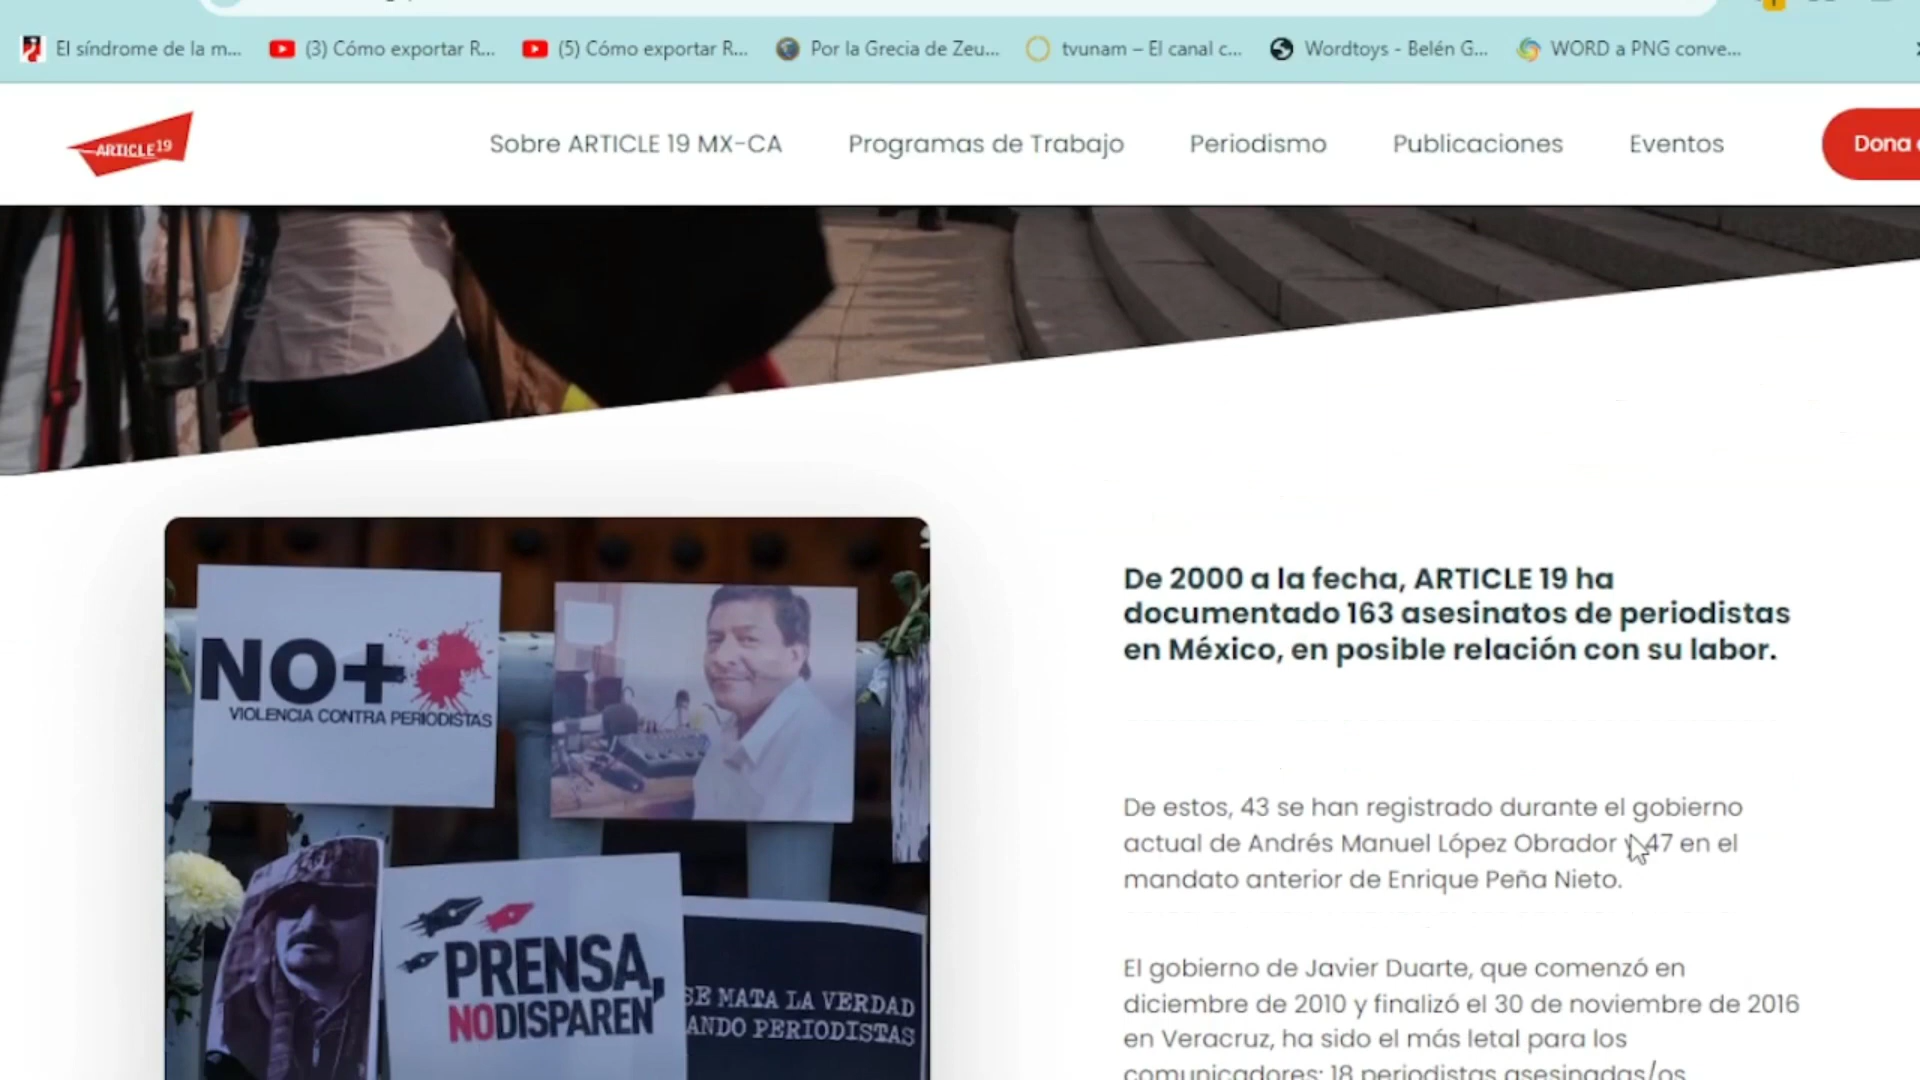 El síndrome de la m...
(3) Cómo exportar R...
(5) Cómo exportar R...
Por la Grecia de Zeu...
tvunam – El canal c...
Wordtoys - Belén G...
WORD a PNG conve...
ARTICLE 19
Sobre ARTICLE 19 MX-CA
Programas de Trabajo
Periodismo
Publicaciones
Eventos
Dona
NO+
VIOLENCIA CONTRA PERIODISTAS
PRENSA,
NO DISPAREN
SE MATA LA VERDAD
ANDO PERIODISTAS
De 2000 a la fecha, ARTICLE 19 ha
documentado 163 asesinatos de periodistas
en México, en posible relación con su labor.
De estos, 43 se han registrado durante el gobierno
actual de Andrés Manuel López Obrador y 47 en el
mandato anterior de Enrique Peña Nieto.
El gobierno de Javier Duarte, que comenzó en
diciembre de 2010 y finalizó el 30 de noviembre de 2016
en Veracruz, ha sido el más letal para los
comunicadores: 18 periodistas asesinadas/os